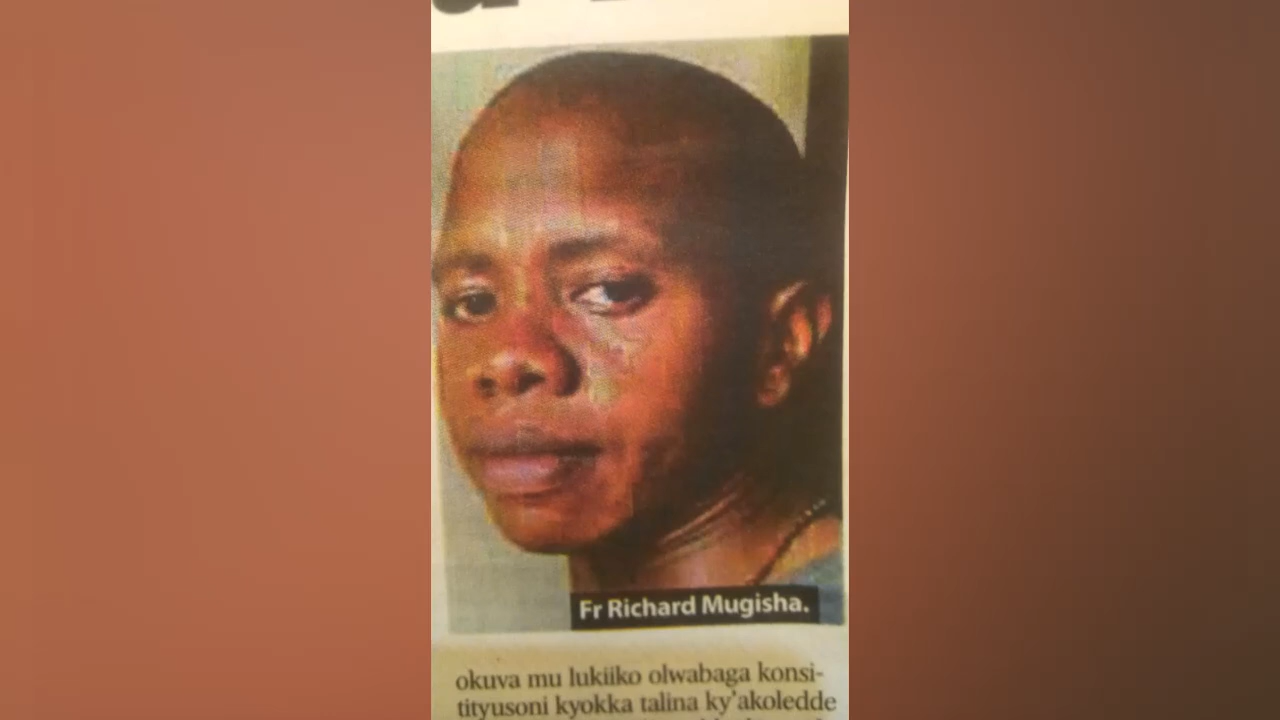 Fr Richard Mugisha.
okuva mu lukiiko olwabaga konsi-
tityusoni kyokka talina ky'akoledde